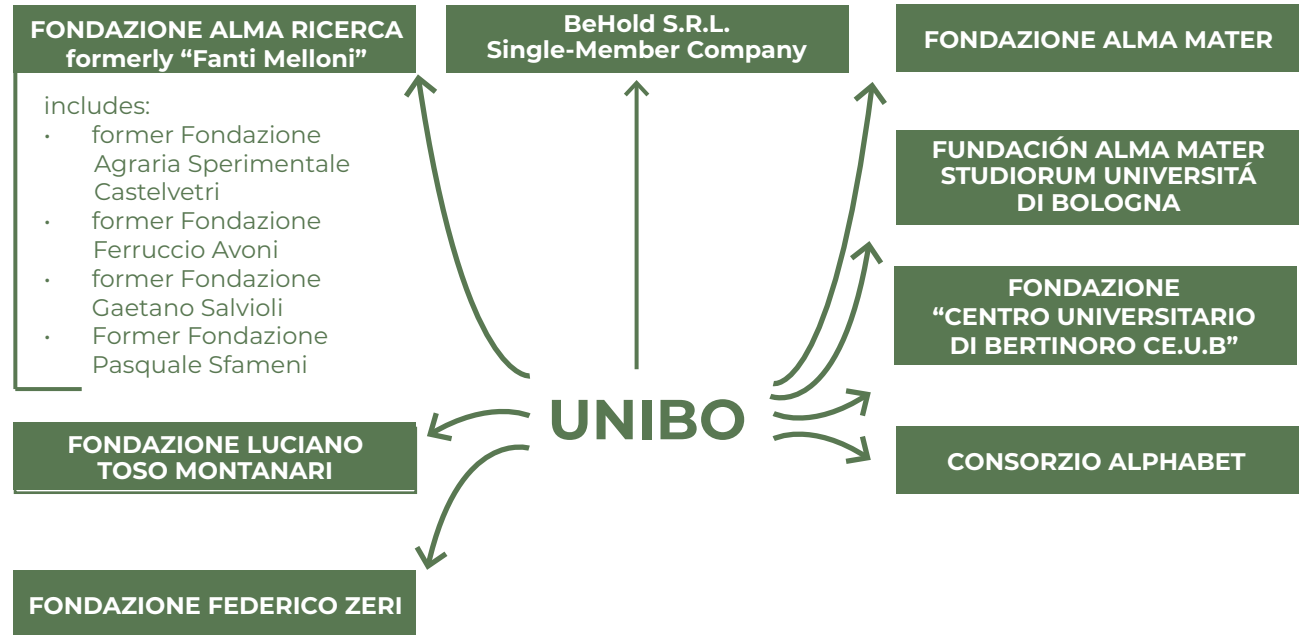 FONDAZIONE ALMA RICERCA
formerly “Fanti Melloni”
includes:
· former Fondazione
Agraria Sperimentale
Castelvetri
· former Fondazione
Ferruccio Avoni
· former Fondazione
Gaetano Salvioli
· Former Fondazione
Pasquale Sfameni
BeHold S.R.L.
Single-Member Company
FONDAZIONE ALMA MATER
FUNDACIÓN ALMA MATER
STUDIORUM UNIVERSITÁ
DI BOLOGNA
FONDAZIONE
“CENTRO UNIVERSITARIO
DI BERTINORO CE.U.B”
UNIBO
FONDAZIONE LUCIANO
TOSO MONTANARI
CONSORZIO ALPHABET
FONDAZIONE FEDERICO ZERI